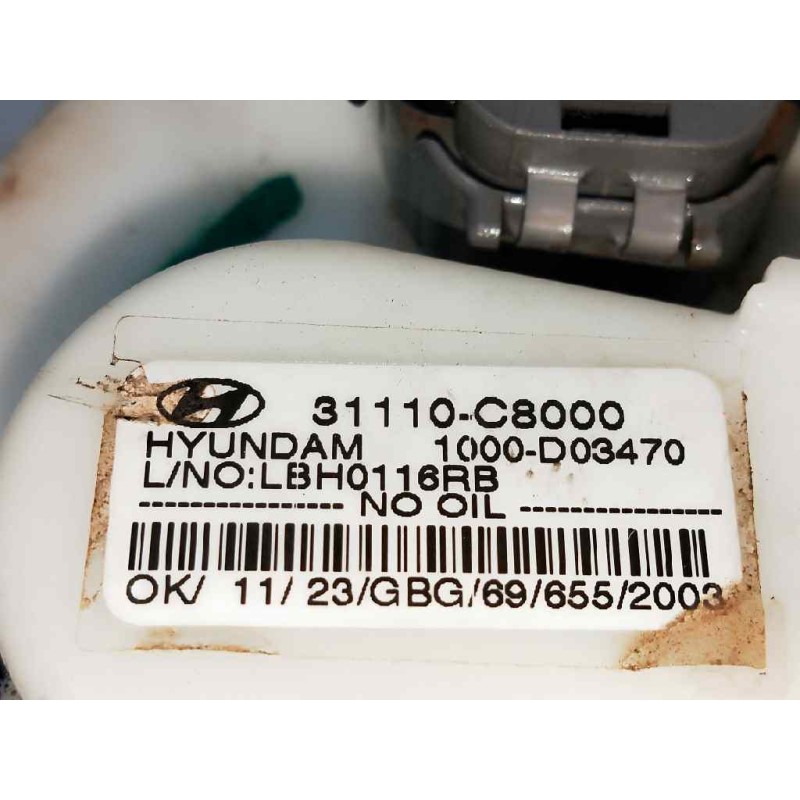 31110-C8000
HYUNDAM 1000-D03470
L/NO:LBH0116RB
NO OIL
OK/ 11/ 23/GBG/69/655/2003